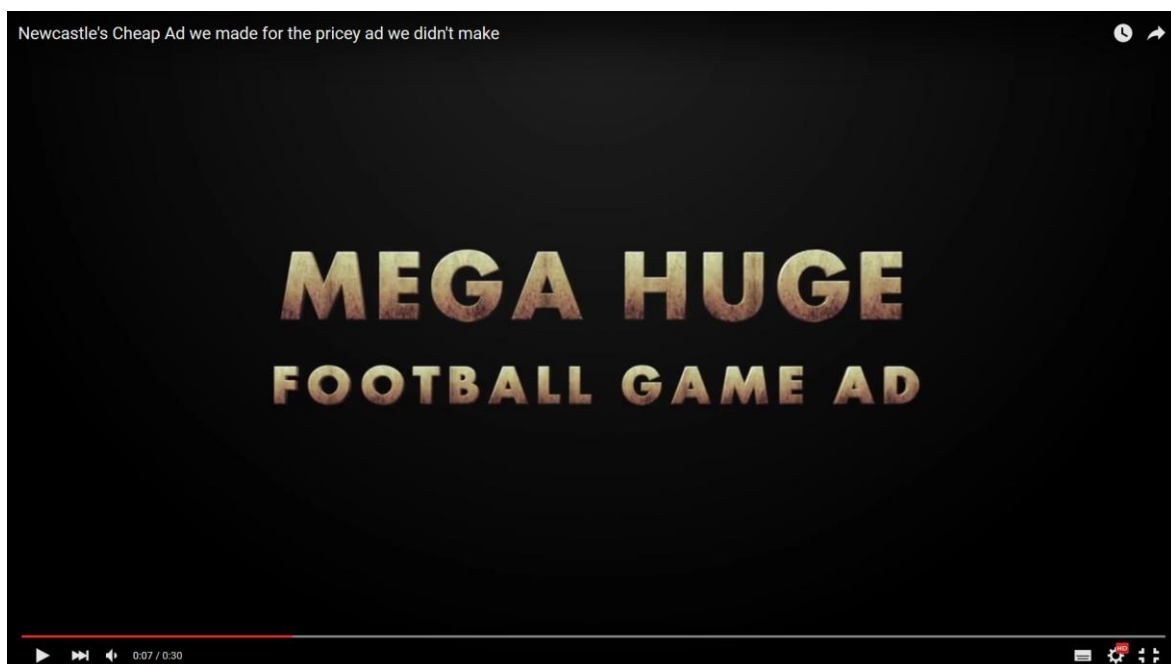 Newcastle's Cheap Ad we made for the pricey ad we didn't make
MEGA HUGE
FOOTBALL GAME AD
0:07 / 0:30
HD